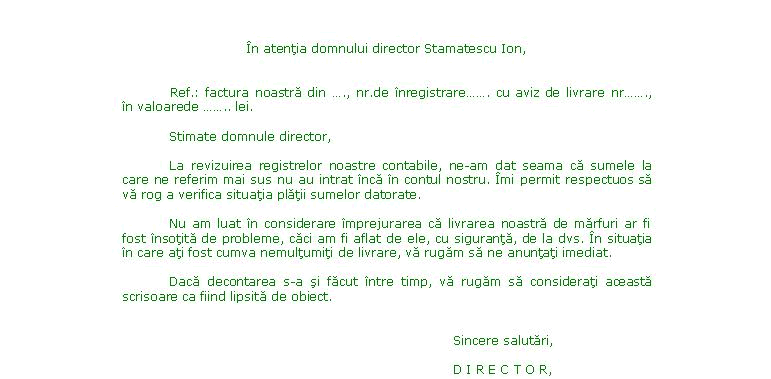 În atenţia domnului director Stamatescu Ion,
Ref.: factura noastră din …., nr.de înregistrare……. cu aviz de livrare nr…….,
în valoarede …….. lei.
Stimate domnule director,
La revizuirea registrelor noastre contabile, ne-am dat seama că sumele la
care ne referim mai sus nu au intrat încă în contul nostru. Îmi permit respectuos să
vă rog a verifica situaţia plăţii sumelor datorate.
Nu am luat în considerare împrejurarea că livrarea noastră de mărfuri ar fi
fost însoţită de probleme, căci am fi aflat de ele, cu siguranţă, de la dvs. În situaţia
în care aţi fost cumva nemulţumiţi de livrare, vă rugăm să ne anunţaţi imediat.
Dacă decontarea s-a şi făcut între timp, vă rugăm să consideraţi această
scrisoare ca fiind lipsită de obiect.
Sincere salutări,
D I R E C T O R,